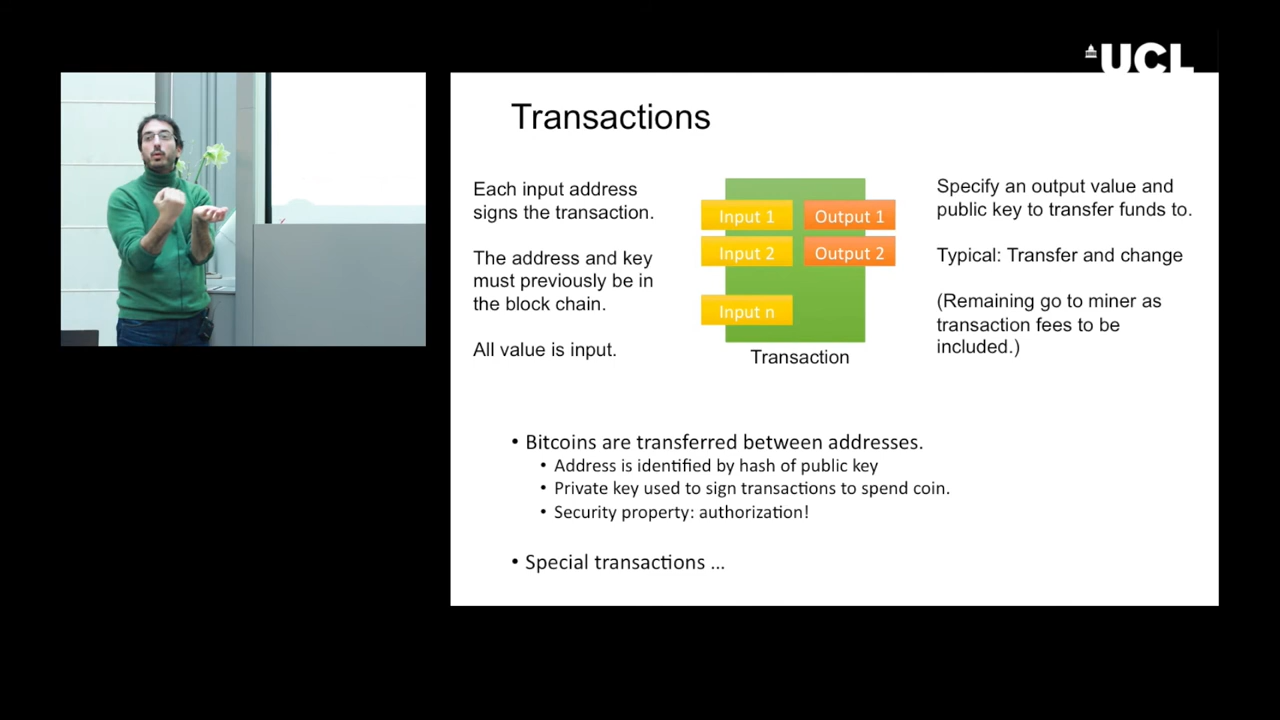 UCL
Transactions
Each input address
signs the transaction.
The address and key
must previously be in
the block chain.
All value is input.
Input 1
Output 1
Input 2
Output 2
Input n
Transaction
Specify an output value and
public key to transfer funds to.
Typical: Transfer and change
(Remaining go to miner as
transaction fees to be
included.)
• Bitcoins are transferred between addresses.
• Address is identified by hash of public key
• Private key used to sign transactions to spend coin.
• Security property: authorization!
• Special transactions ...